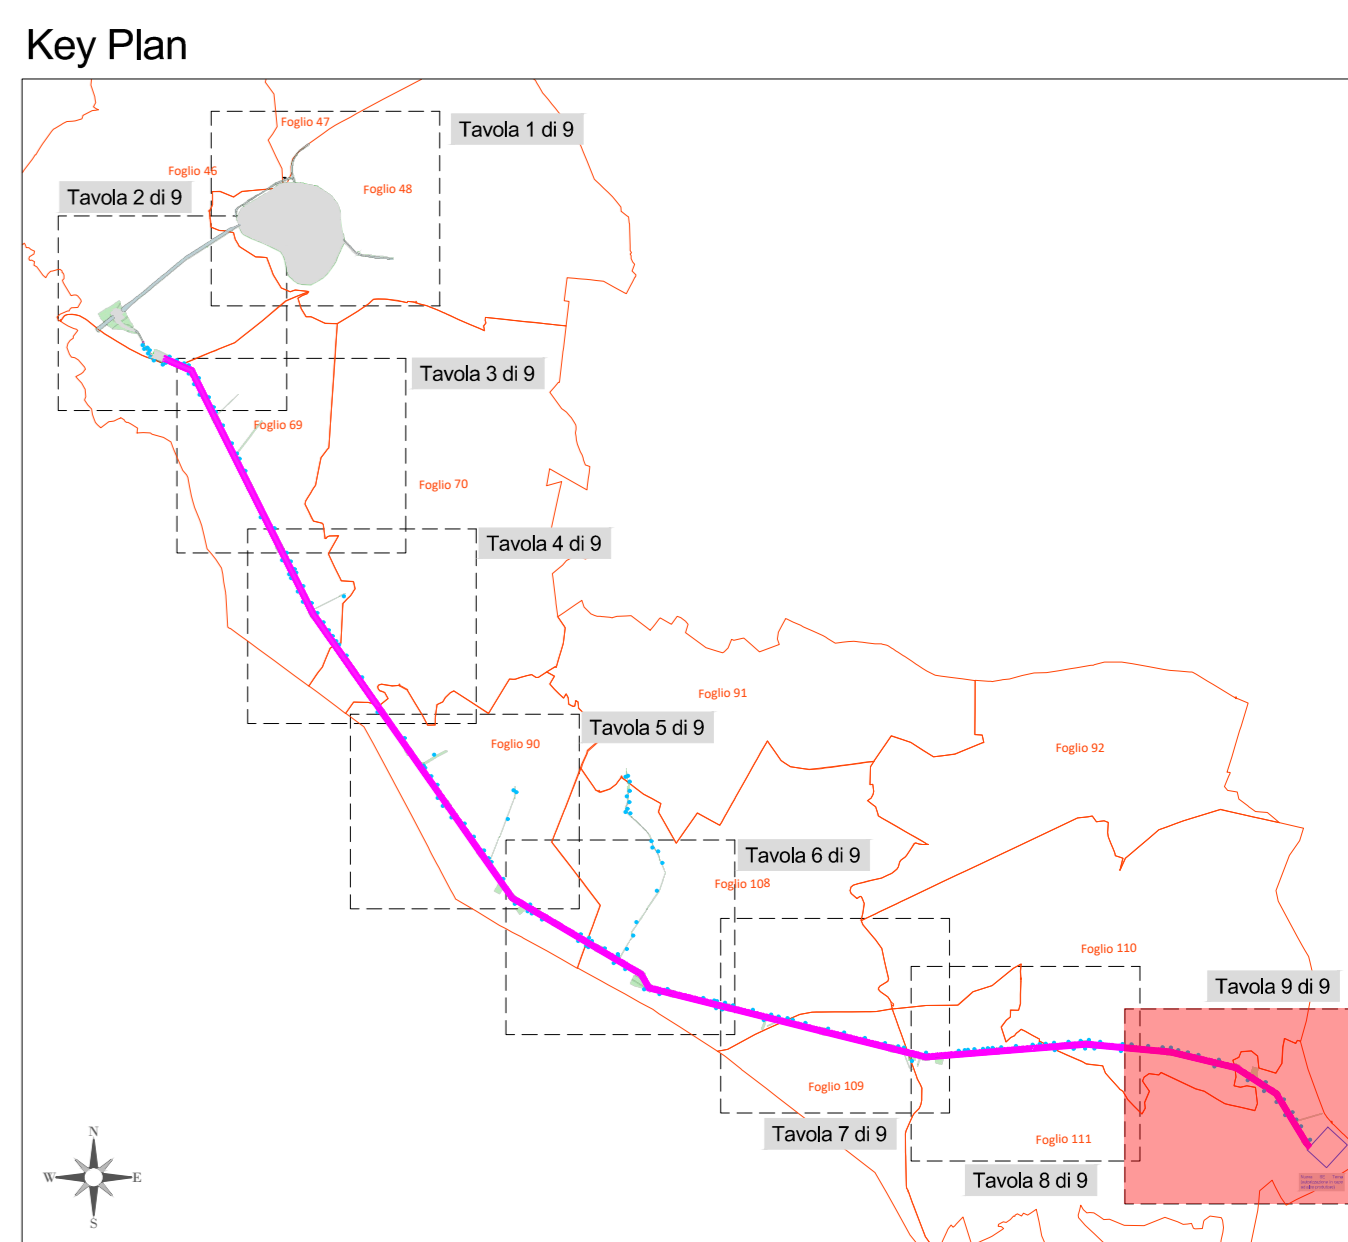 Key Plan
Foglio 47
Tavola 1 di 9
Foglio 46
Foglio 48
Tavola 2 di 9
Tavola 3 di 9
Foglio 69
Foglio 70
Tavola 4 di 9
Foglio 91
Tavola 5 di 9
Foglio 90
Foglio 92
Tavola 6 di 9
Foglio 108
Foglio 110
Tavola 9 di 9
Foglio 109
Tavola 7 di 9
Foglio 111
Tavola 8 di 9
N
W
E
S